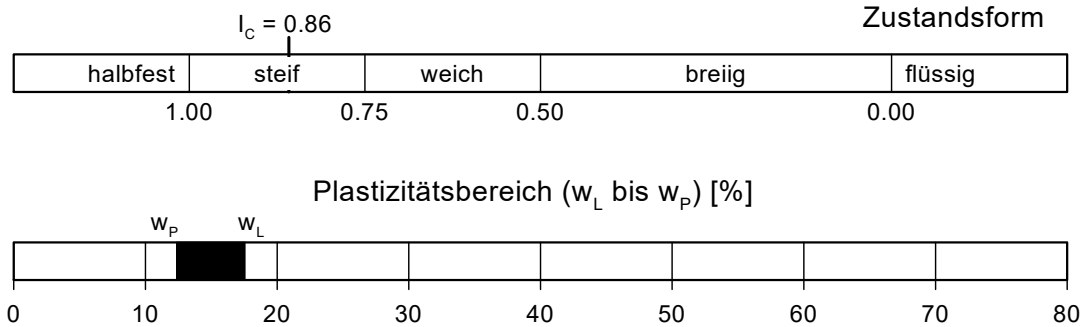 Zustandsform
I_C = 0.86
halbfest steif weich breiig flüssig
1.00 0.75 0.50 0.00
Plastizitätsbereich (w_L bis w_P) [%]
w_P w_L
0 10 20 30 40 50 60 70 80